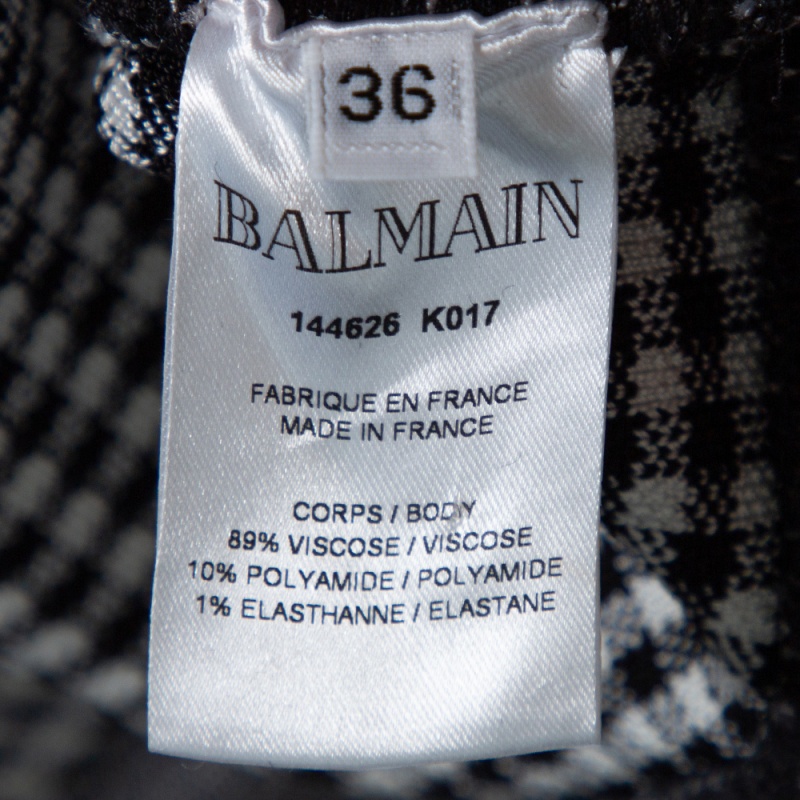 36
BALMAIN
144626 K017
FABRIQUE EN FRANCE
MADE IN FRANCE
CORPS / BODY
89% VISCOSE / VISCOSE
10% POLYAMIDE / POLYAMIDE
1% ELASTHANNE / ELASTANE